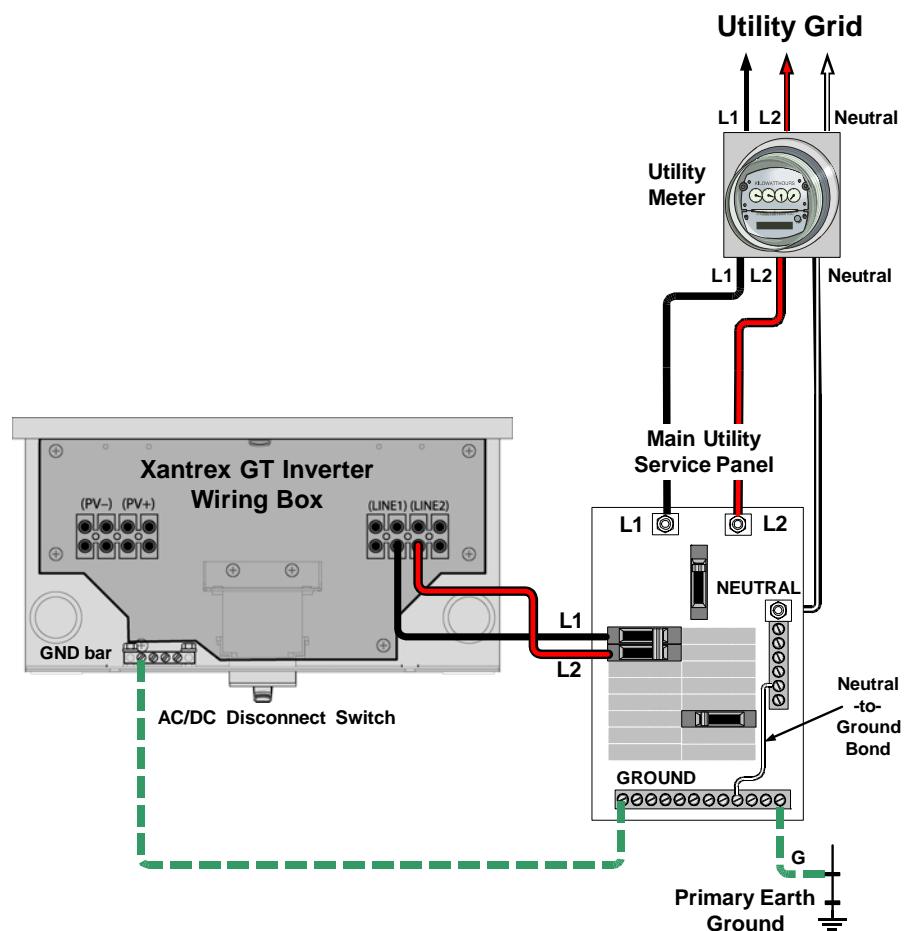 Utility Grid
L1
L2
Neutral
Utility
Meter
KILOWATTHOURS
L1
L2
Neutral
Main Utility
Service Panel
Xantrex GT Inverter
Wiring Box
(PV–) (PV+)
(LINE1) (LINE2)
L1
L2
NEUTRAL
L1
L2
GND bar
AC/DC Disconnect Switch
Neutral
-to-
Ground
Bond
GROUND
G
Primary Earth
Ground